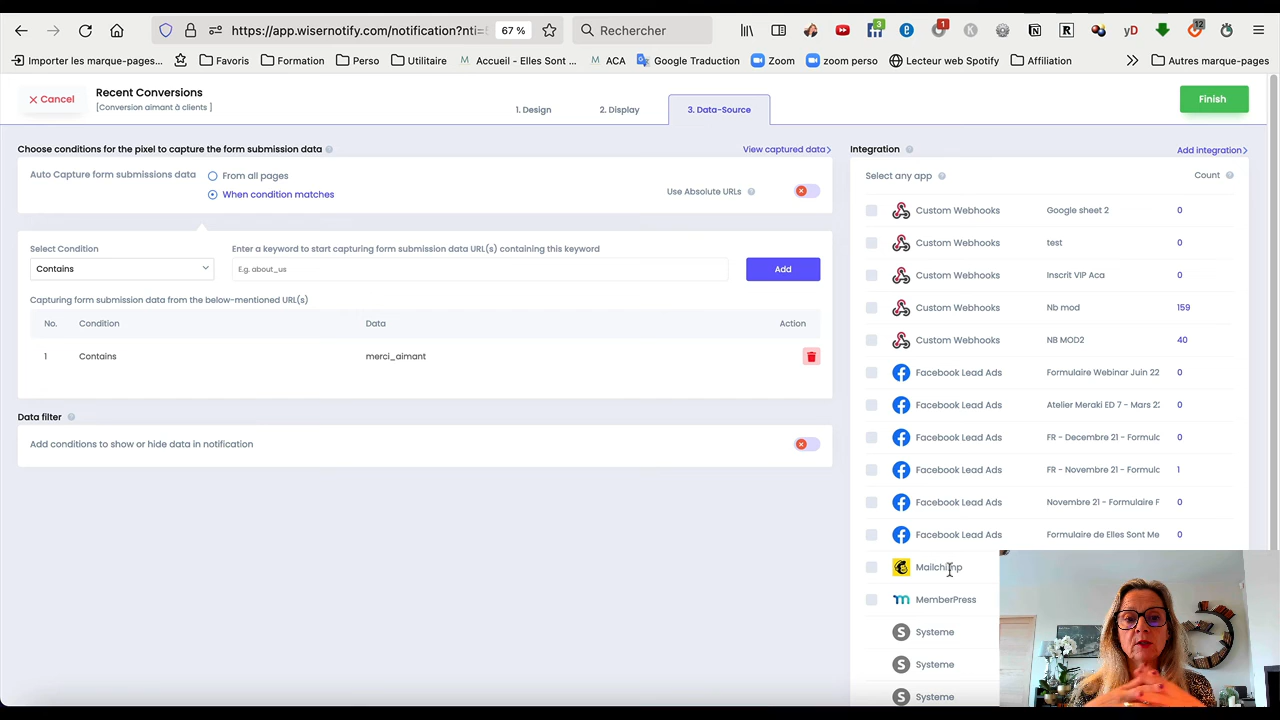 https://app.wisernotify.com/notification?nti= 67 % Rechercher 3 1 12
Importer les marque-pages... Favoris Formation Perso Utilitaire Accueil - Elles Sont ... ACA Google Traduction Zoom zoom perso Lecteur web Spotify Affiliation Autres marque-pages
Cancel
Recent Conversions
[Conversion aimant à clients ]
1. Design 2. Display 3. Data-Source
Finish
Choose conditions for the pixel to capture the form submission data
View captured data
Auto Capture form submissions data
From all pages
When condition matches
Use Absolute URLs
Select Condition
Contains
Enter a keyword to start capturing form submission data URL(s) containing this keyword
E.g. about_us
Add
Capturing form submission data from the below-mentioned URL(s)
No. Condition Data Action
1 Contains merci_aimant
Data filter
Add conditions to show or hide data in notification
Integration
Add integration
Select any app Count
Custom Webhooks Google sheet 2 0
Custom Webhooks test 0
Custom Webhooks Inscrit VIP Aca 0
Custom Webhooks Nb mod 159
Custom Webhooks NB MOD2 40
Facebook Lead Ads Formulaire Webinar Juin 22 0
Facebook Lead Ads Atelier Meraki ED 7 - Mars 22 0
Facebook Lead Ads FR - Decembre 21 - Formulc 0
Facebook Lead Ads FR - Novembre 21 - Formulc 1
Facebook Lead Ads Novembre 21 - Formulaire F 0
Facebook Lead Ads Formulaire de Elles Sont Me 0
Mailchimp
MemberPress
Systeme
Systeme
Systeme